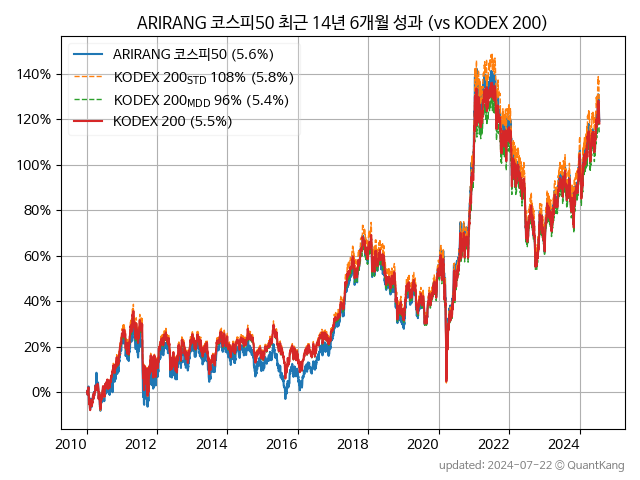 ARIRANG 코스피50 최근 14년 6개월 성과 (vs KODEX 200)
ARIRANG 코스피50 (5.6%)
KODEX 200STD 108% (5.8%)
KODEX 200MDD 96% (5.4%)
KODEX 200 (5.5%)
140%
120%
100%
80%
60%
40%
20%
0%
2010 2012 2014 2016 2018 2020 2022 2024
updated: 2024-07-22 © QuantKang